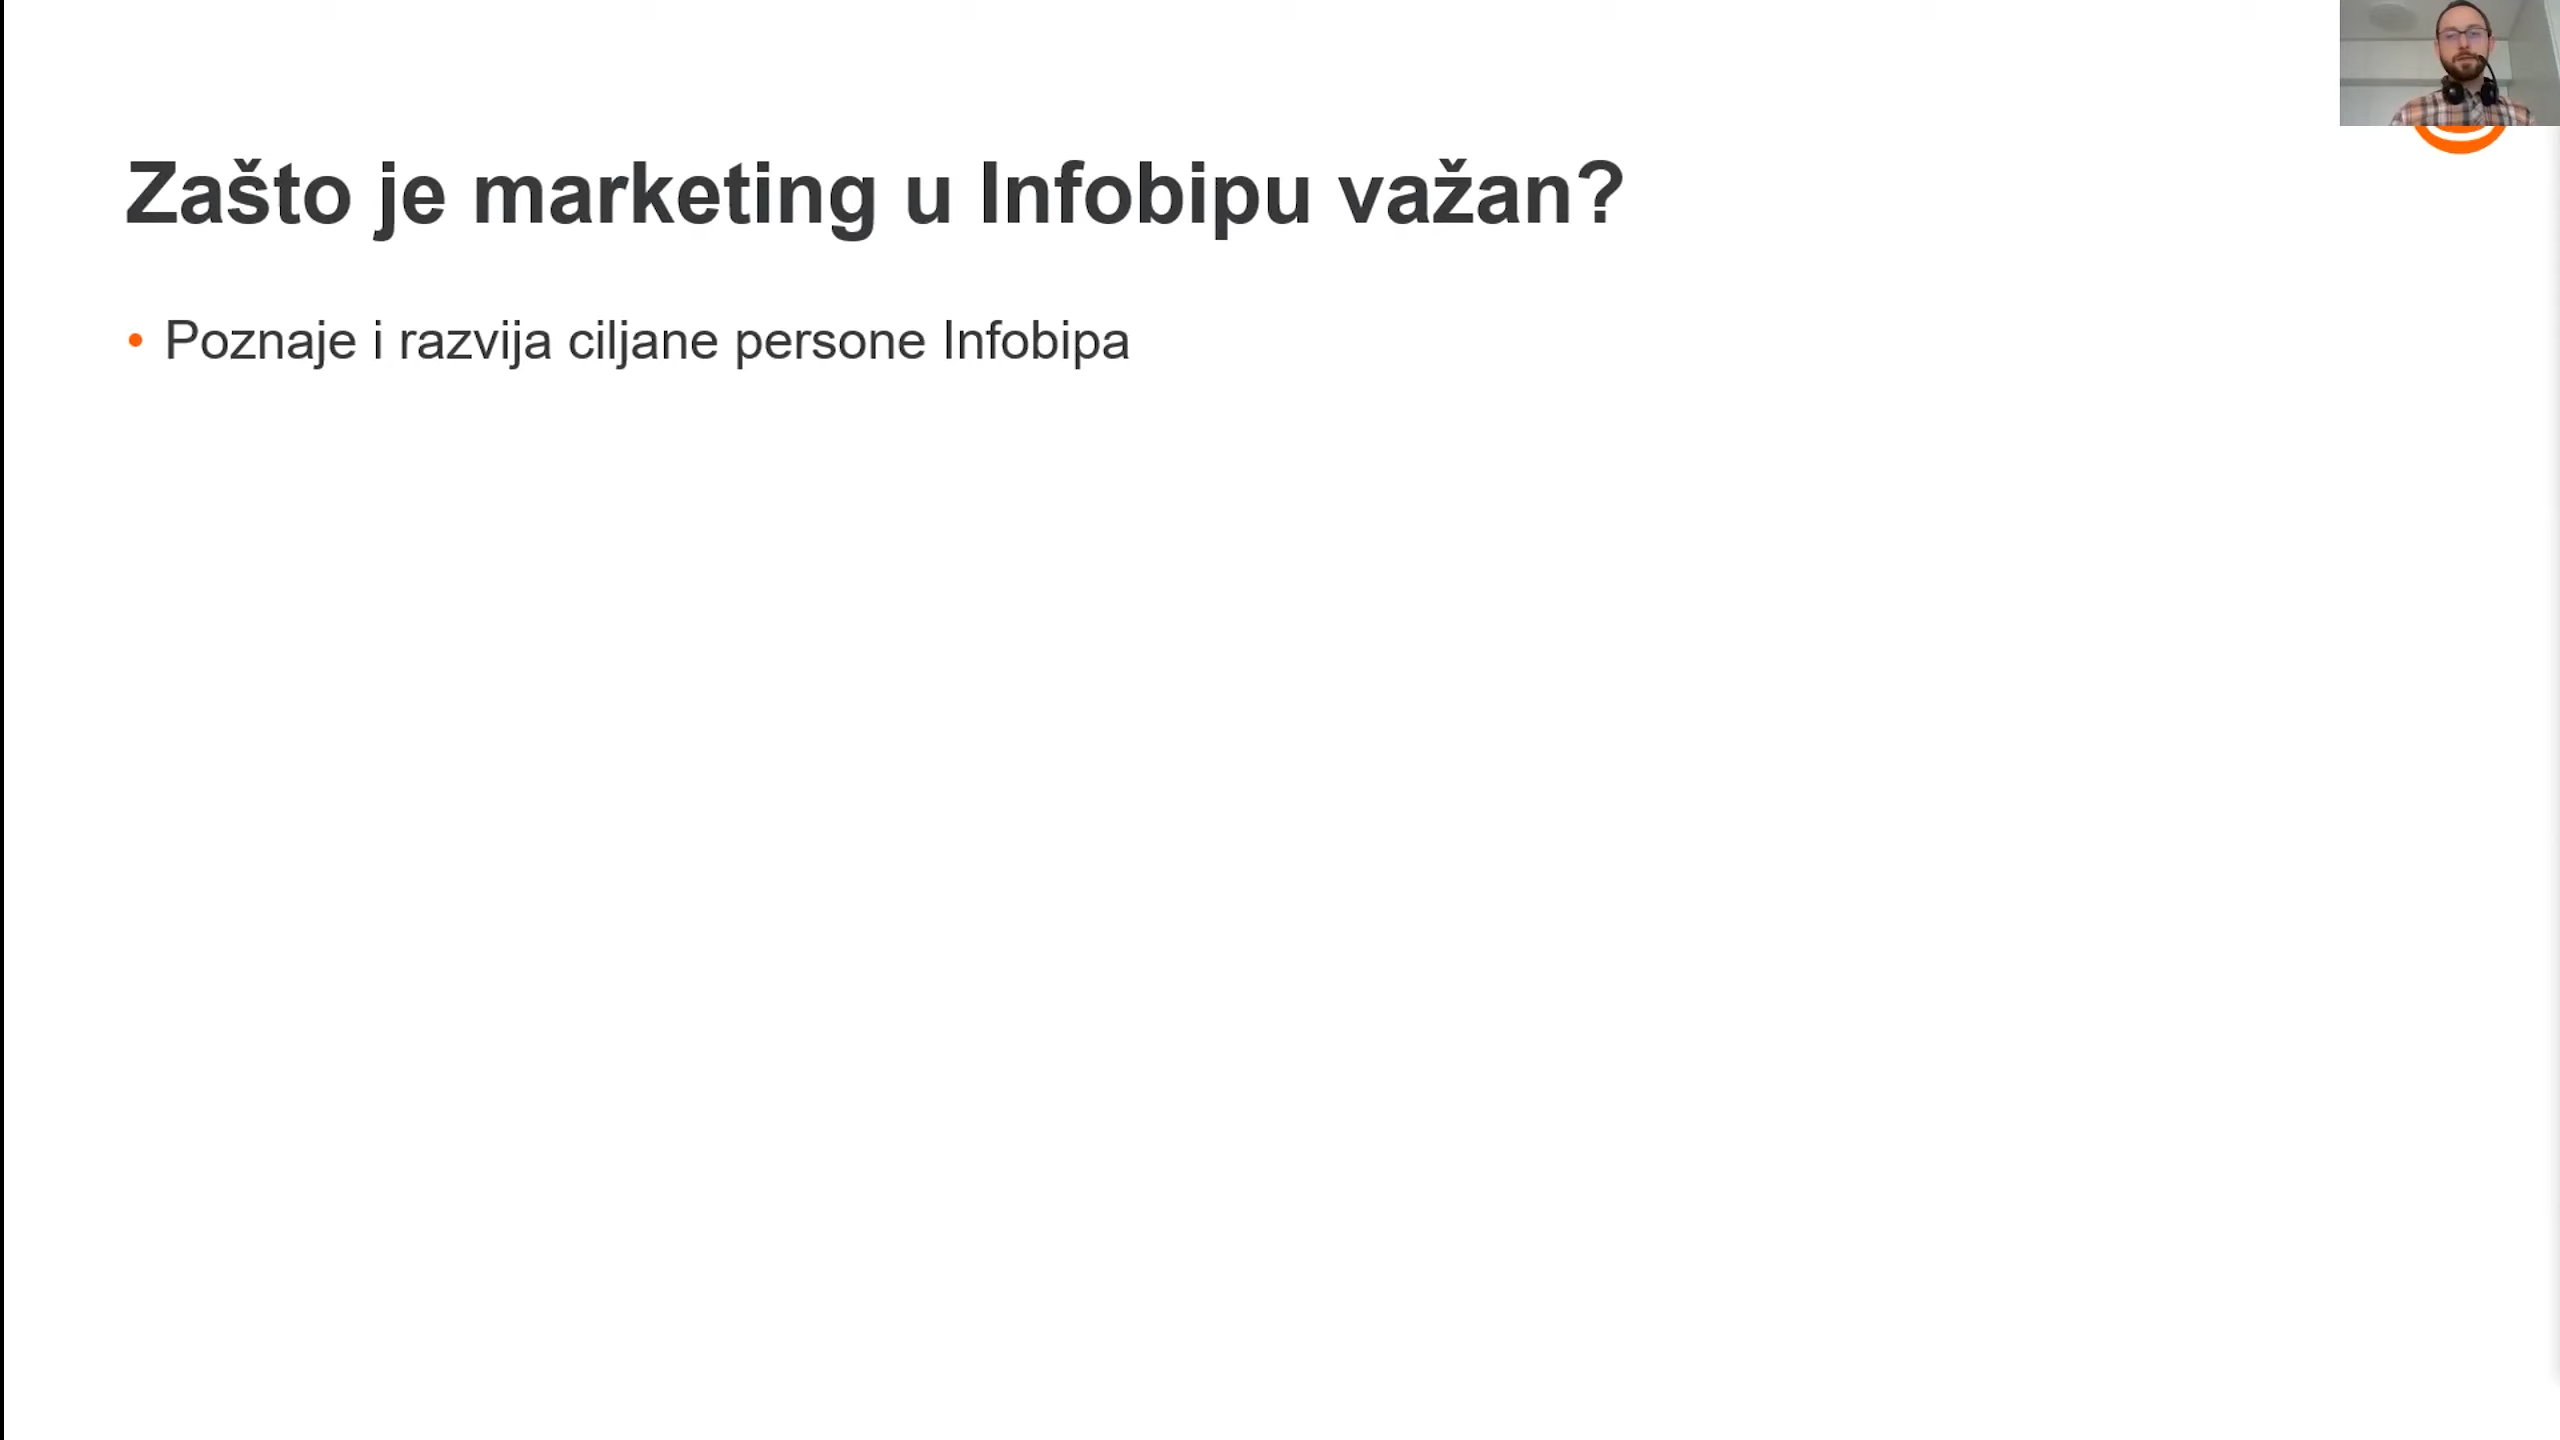 Zašto je marketing u Infobipu važan?
• Poznaje i razvija ciljane persone Infobipa